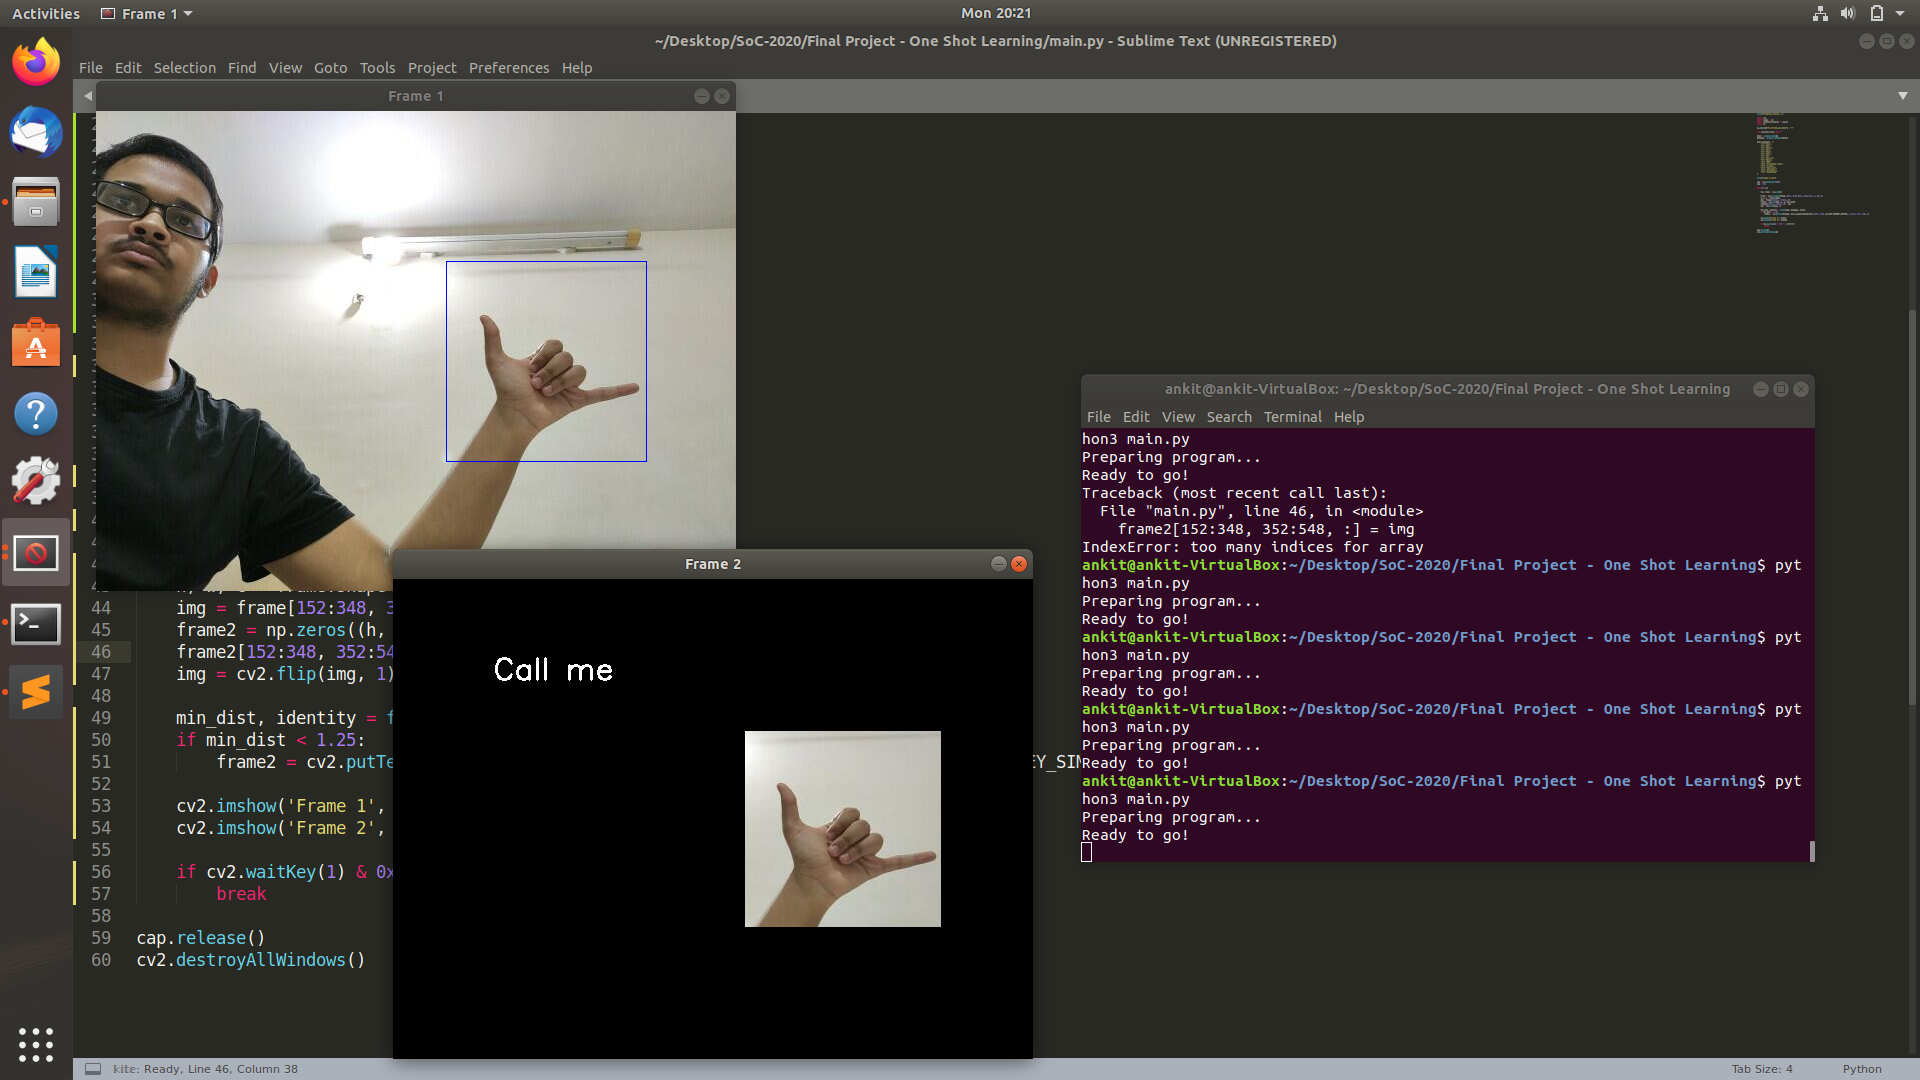 Activities
Frame 1
Mon 20:21
~/Desktop/SoC-2020/Final Project - One Shot Learning/main.py - Sublime Text (UNREGISTERED)
File Edit Selection Find View Goto Tools Project Preferences Help
Frame 1
44 img = frame[152:348, 3
45 frame2 = np.zeros((h,
46 frame2[152:348, 352:54
47 img = cv2.flip(img, 1)
48
49 min_dist, identity = f
50 if min_dist < 1.25:
51 frame2 = cv2.putTe
52
53 cv2.imshow('Frame 1',
54 cv2.imshow('Frame 2',
55
56 if cv2.waitKey(1) & 0x
57 break
58
59 cap.release()
60 cv2.destroyAllWindows()
Frame 2
Call me
ankit@ankit-VirtualBox: ~/Desktop/SoC-2020/Final Project - One Shot Learning
File Edit View Search Terminal Help
hon3 main.py
Preparing program...
Ready to go!
Traceback (most recent call last):
File "main.py", line 46, in <module>
frame2[152:348, 352:548, :] = img
IndexError: too many indices for array
ankit@ankit-VirtualBox:~/Desktop/SoC-2020/Final Project - One Shot Learning$ pyt
hon3 main.py
Preparing program...
Ready to go!
ankit@ankit-VirtualBox:~/Desktop/SoC-2020/Final Project - One Shot Learning$ pyt
hon3 main.py
Preparing program...
Ready to go!
ankit@ankit-VirtualBox:~/Desktop/SoC-2020/Final Project - One Shot Learning$ pyt
hon3 main.py
Preparing program...
Ready to go!
ankit@ankit-VirtualBox:~/Desktop/SoC-2020/Final Project - One Shot Learning$ pyt
hon3 main.py
Preparing program...
Ready to go!
kite: Ready, Line 46, Column 38
Tab Size: 4
Python